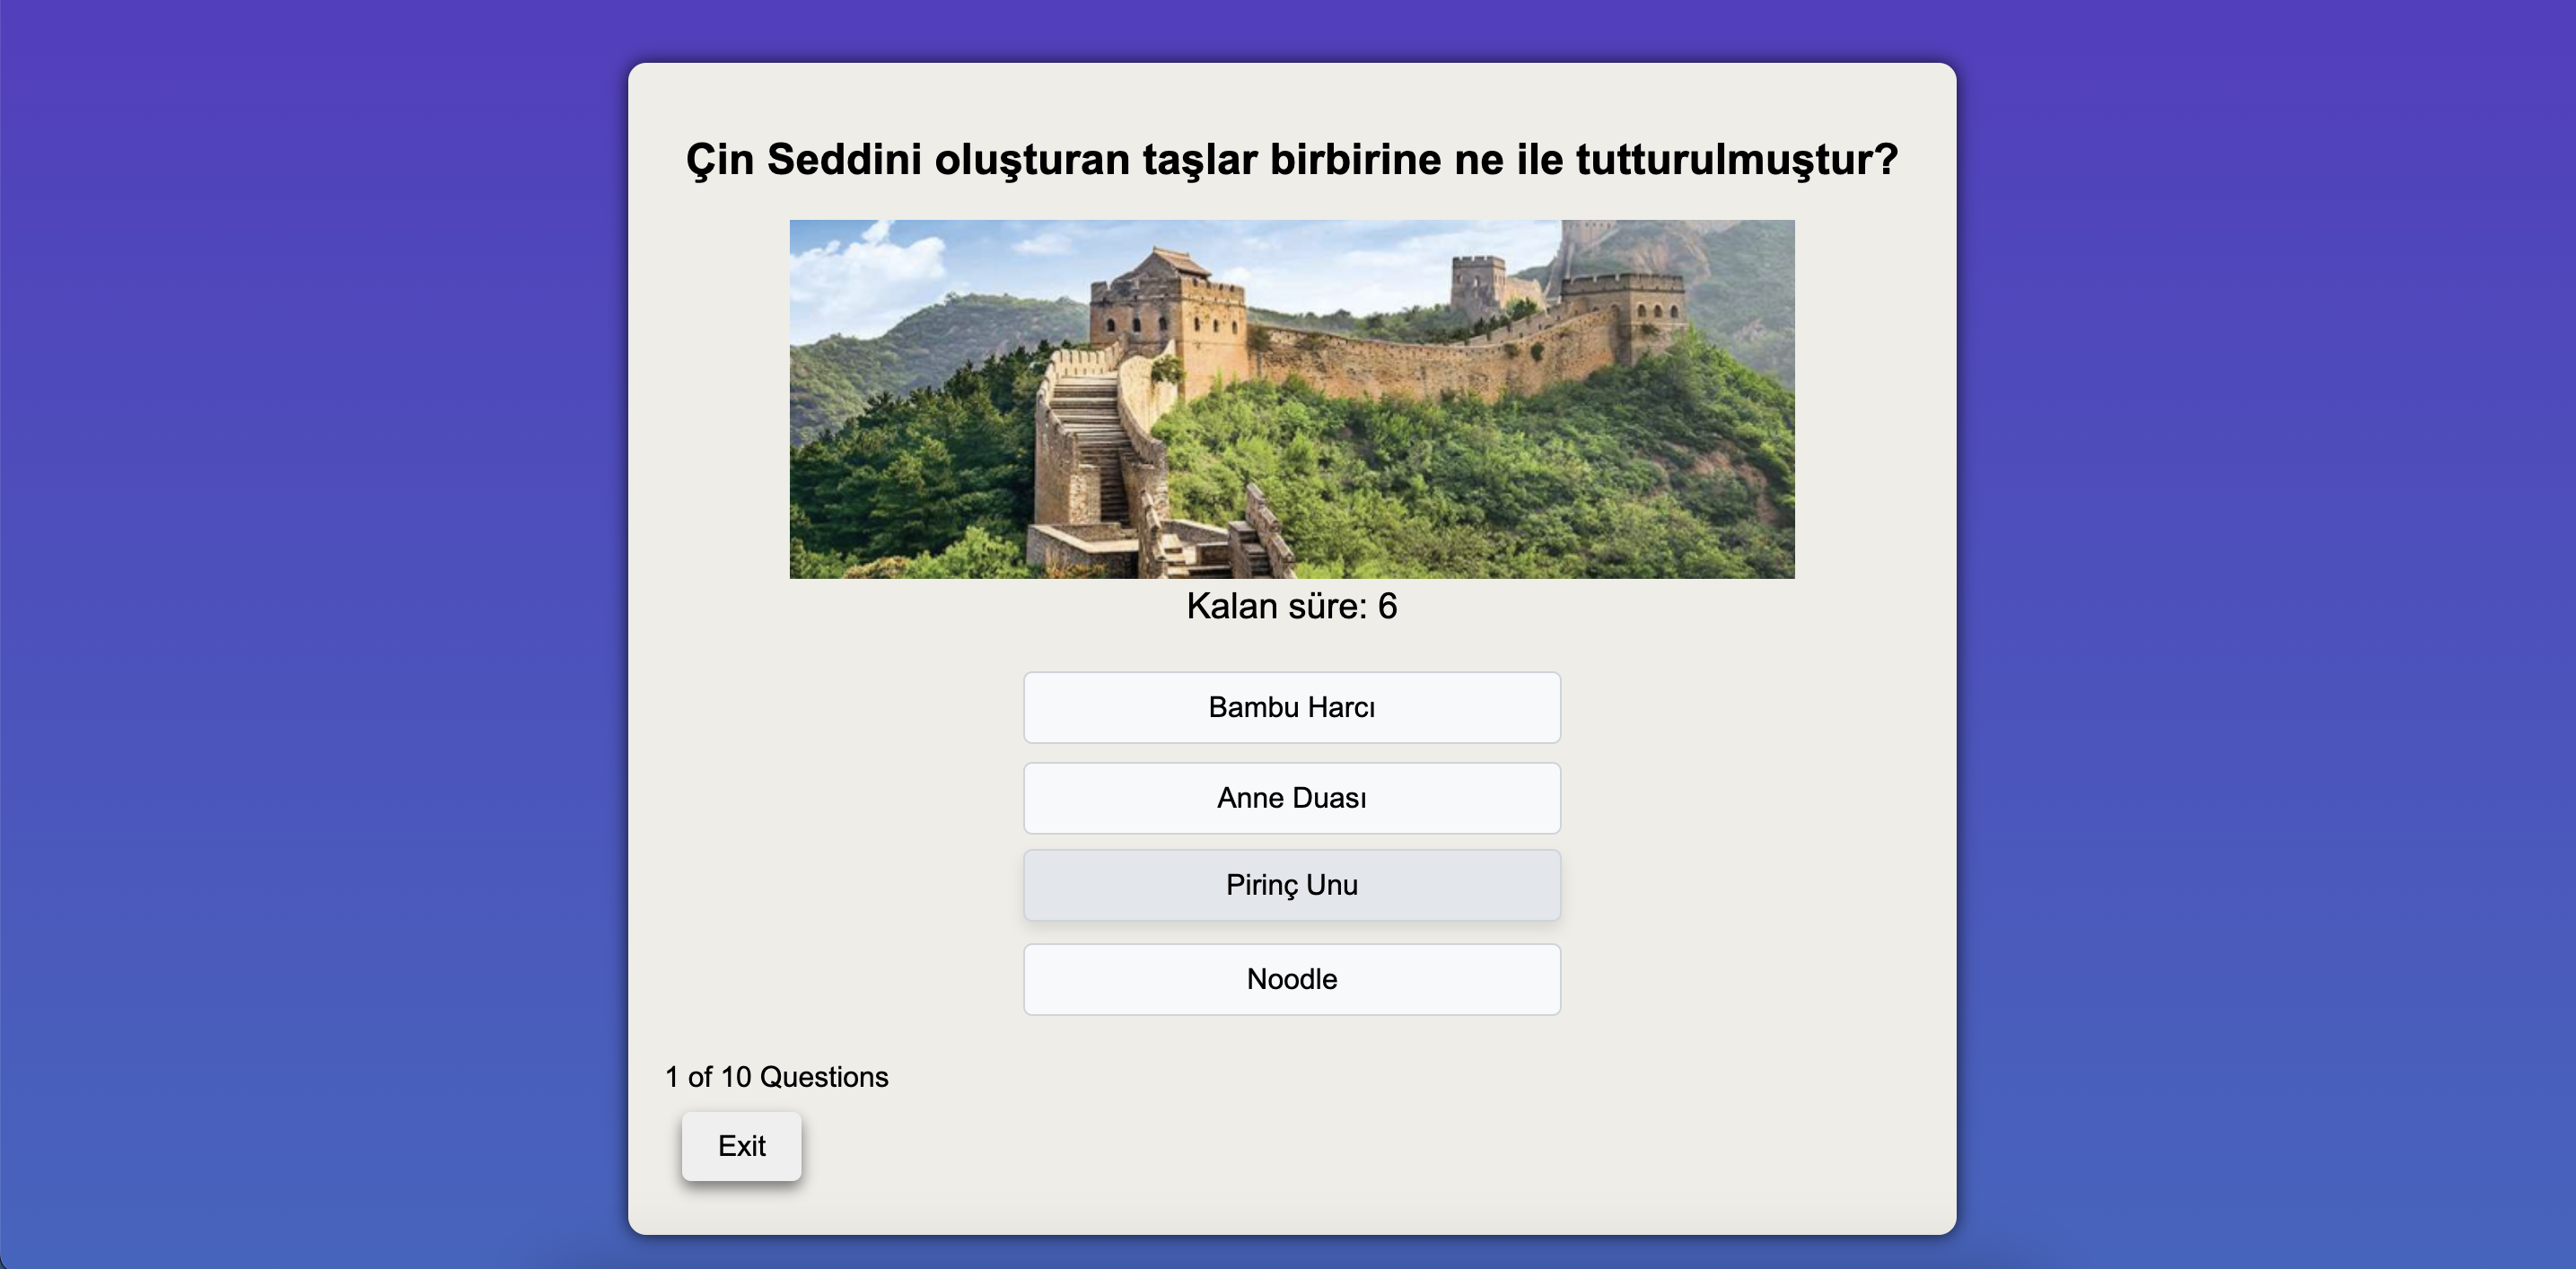 Çin Seddini oluşturan taşlar birbirine ne ile tutturulmuştur?
Kalan süre: 6
Bambu Harcı
Anne Duası
Pirinç Unu
Noodle
1 of 10 Questions
Exit